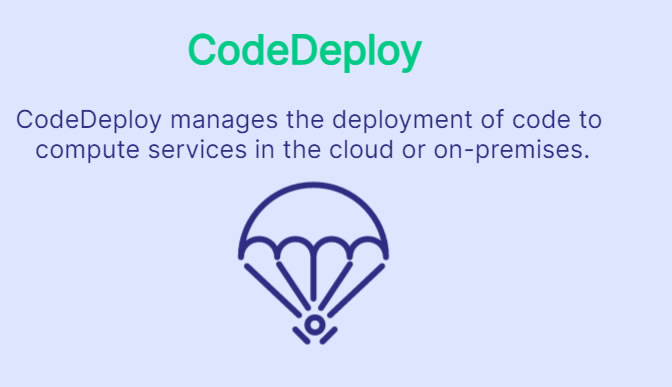 CodeDeploy
CodeDeploy manages the deployment of code to
compute services in the cloud or on-premises.